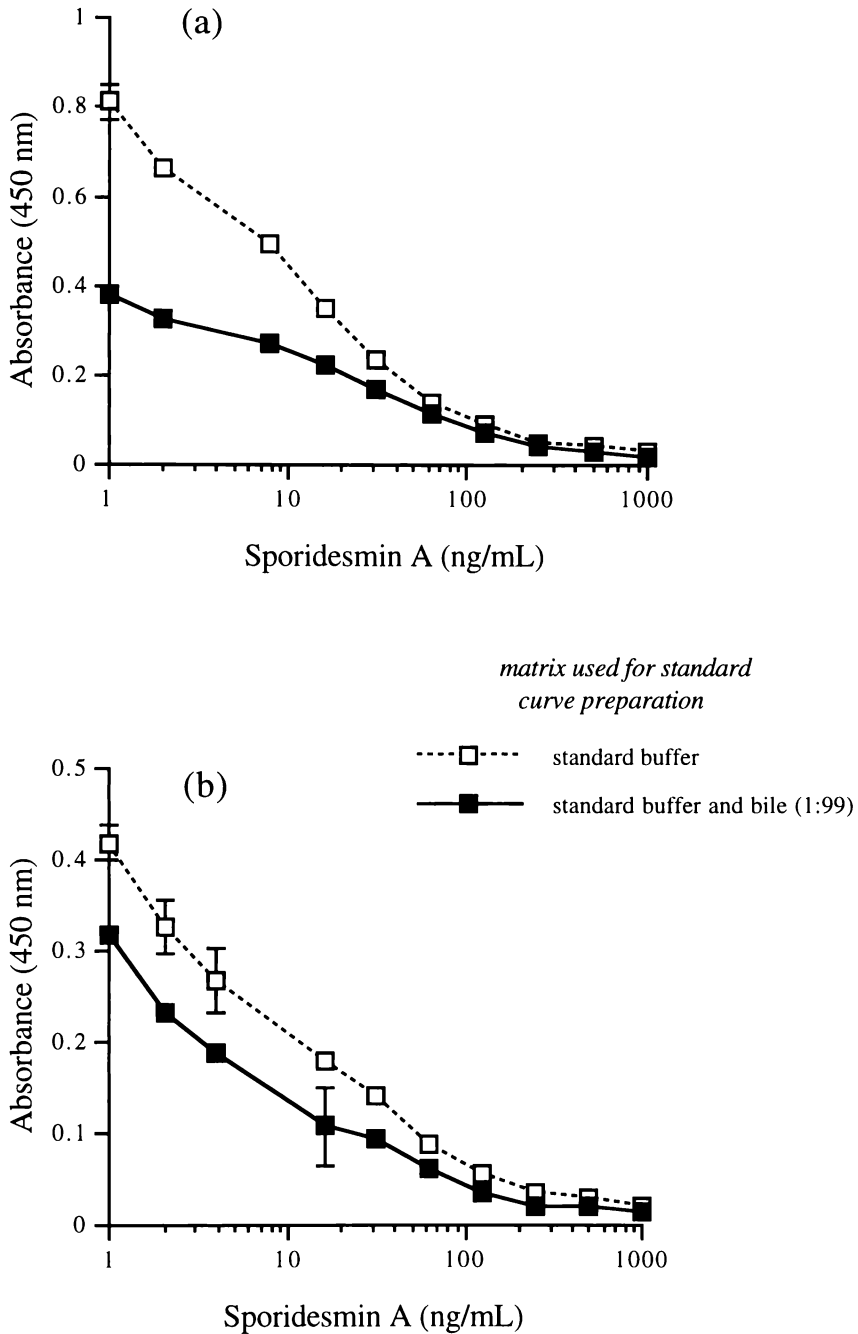 (a)
1
0.8
0.6
0.4
0.2
0
Absorbance (450 nm)
1 10 100 1000
Sporidesmin A (ng/mL)
matrix used for standard
curve preparation
standard buffer
standard buffer and bile (1:99)
(b)
0.5
0.4
0.3
0.2
0.1
0
Absorbance (450 nm)
1 10 100 1000
Sporidesmin A (ng/mL)